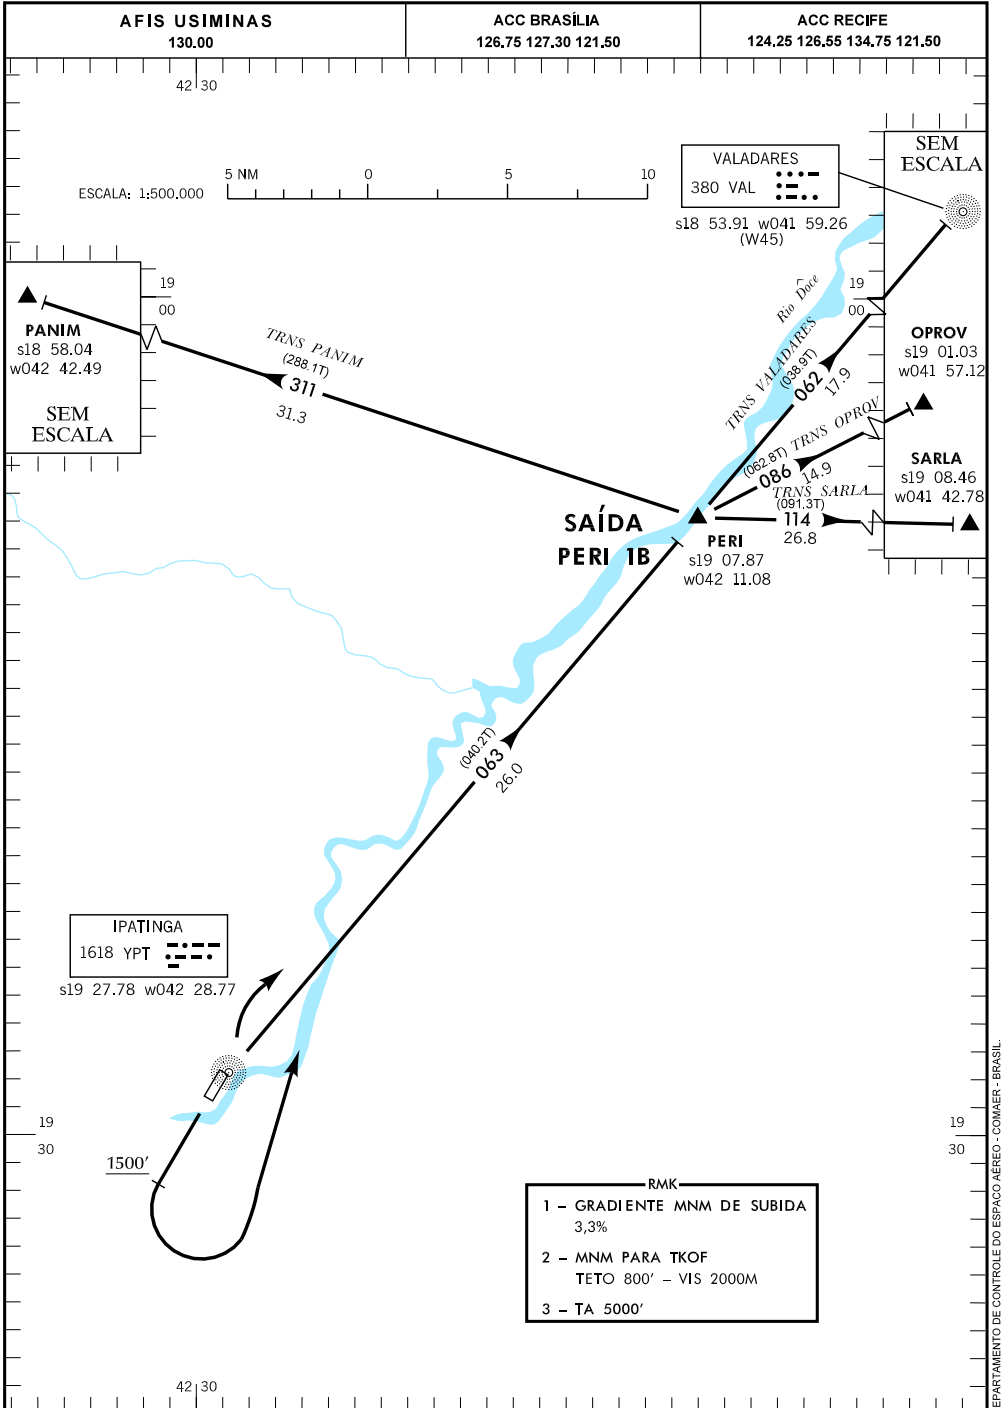 AFIS USIMINAS
130.00
ACC BRASÍLIA
126.75 127.30 121.50
ACC RECIFE
124.25 126.55 134.75 121.50
42 30
5 NM 0 5 10
ESCALA: 1:500.000
VALADARES
380 VAL
s18 53.91 w041 59.26
(W45)
SEM
ESCALA
19
00
PANIM
s18 58.04
w042 42.49
SEM
ESCALA
TRNS PANIM
(288.1T)
311
31.3
Rio Doce
19
00
TRNS VALADARES
(038.9T)
062
17.9
OPROV
s19 01.03
w041 57.12
TRNS OPROV
(062.8T)
086
14.9
SARLA
s19 08.46
w041 42.78
TRNS SARLA
(091.3T)
114
26.8
SAÍDA
PERI 1B
PERI
s19 07.87
w042 11.08
(040.2T)
063
26.0
IPATINGA
1618 YPT
s19 27.78 w042 28.77
19
30
19
30
1500'
RMK
1 – GRADIENTE MNM DE SUBIDA
3,3%
2 – MNM PARA TKOF
TETO 800' – VIS 2000M
3 – TA 5000'
42 30
EPARTAMENTO DE CONTROLE DO ESPAÇO AÉREO - COMAER - BRASIL.